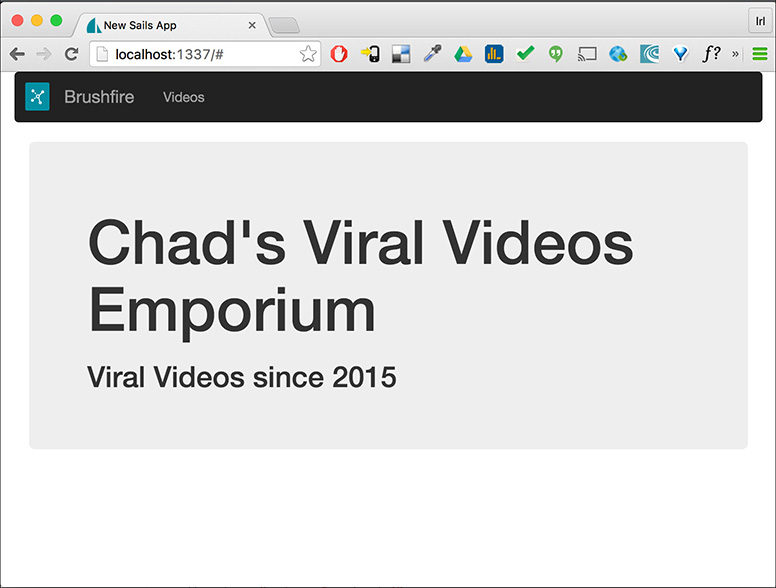 New Sails App
Irl
localhost:1337/#
f?
»
Brushfire
Videos
Chad's Viral Videos
Emporium
Viral Videos since 2015